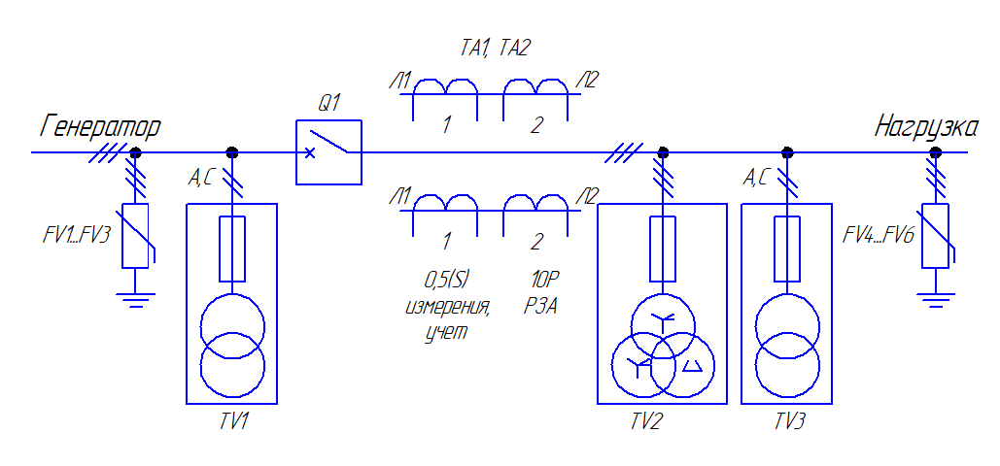 ТА1, ТА2
Л1 Л2
Q1
1 2
Генератор
Нагрузка
А,С
А,С
Л1 Л2
FV1...FV3
FV4...FV6
1 2
0,5(S) 10Р
измерения, РЗА
учет
TV1
TV2
TV3